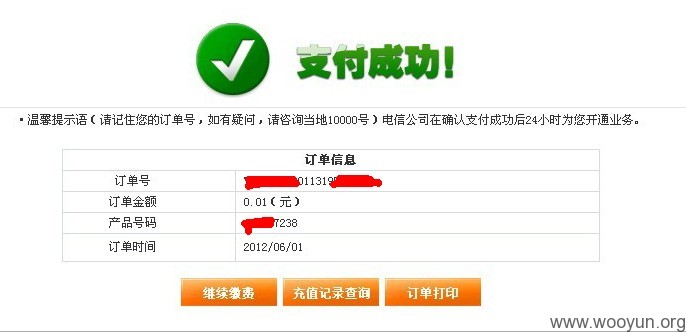 支付成功!
• 温馨提示语(请记住您的订单号,如有疑问,请咨询当地10000号)电信公司在确认支付成功后24小时为您开通业务。
订单信息
订单号 011319
订单金额 0.01(元)
产品号码 7238
订单时间 2012/06/01
继续缴费 充值记录查询 订单打印
www.wooyun.org